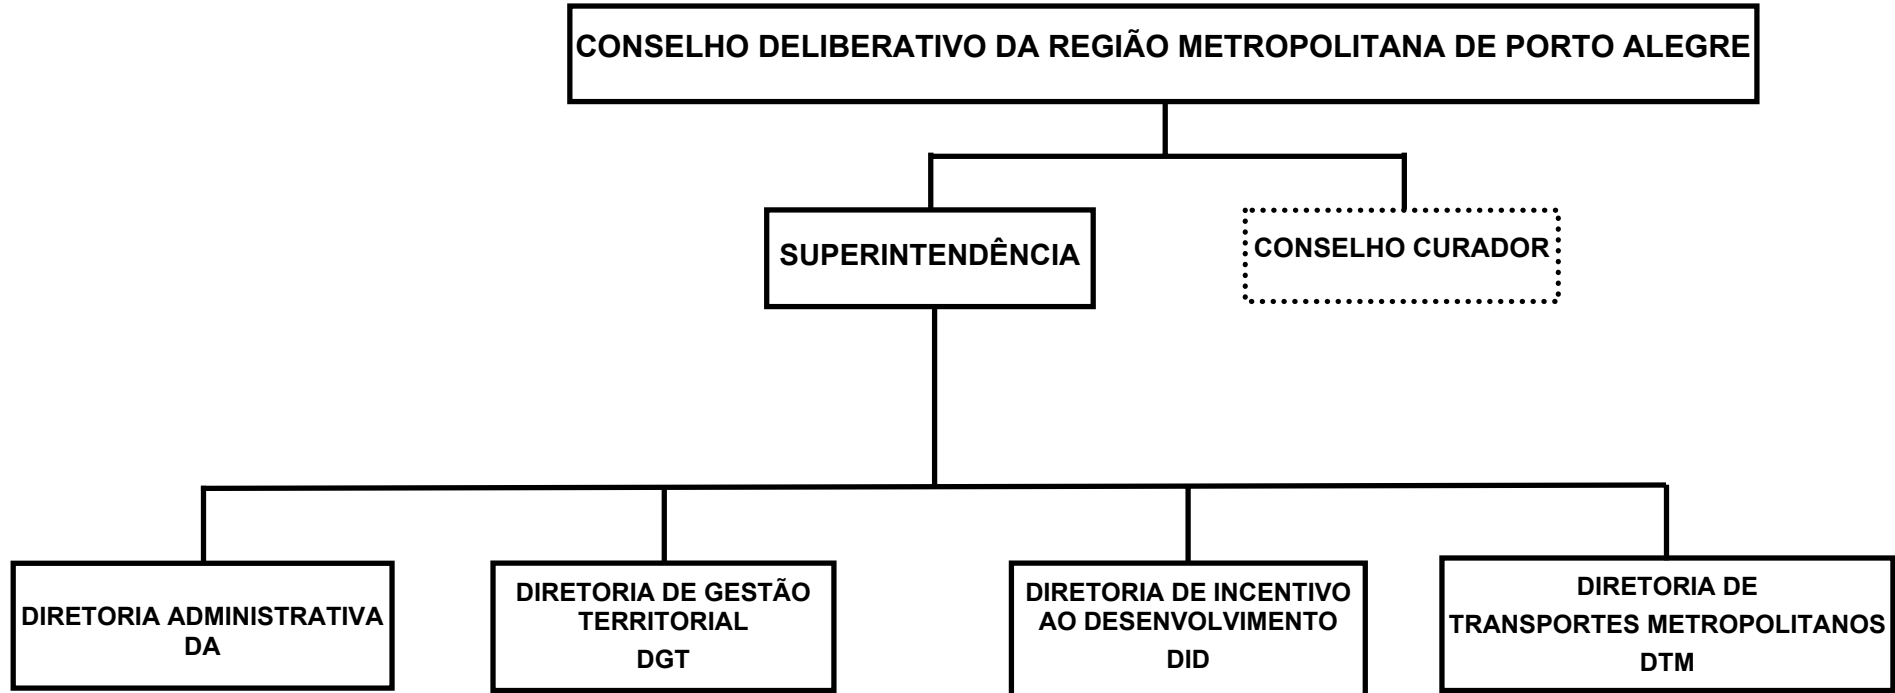 CONSELHO DELIBERATIVO DA REGIÃO METROPOLITANA DE PORTO ALEGRE
SUPERINTENDÊNCIA
CONSELHO CURADOR
DIRETORIA ADMINISTRATIVA
DA
DIRETORIA DE GESTÃO
TERRITORIAL
DGT
DIRETORIA DE INCENTIVO
AO DESENVOLVIMENTO
DID
DIRETORIA DE
TRANSPORTES METROPOLITANOS
DTM